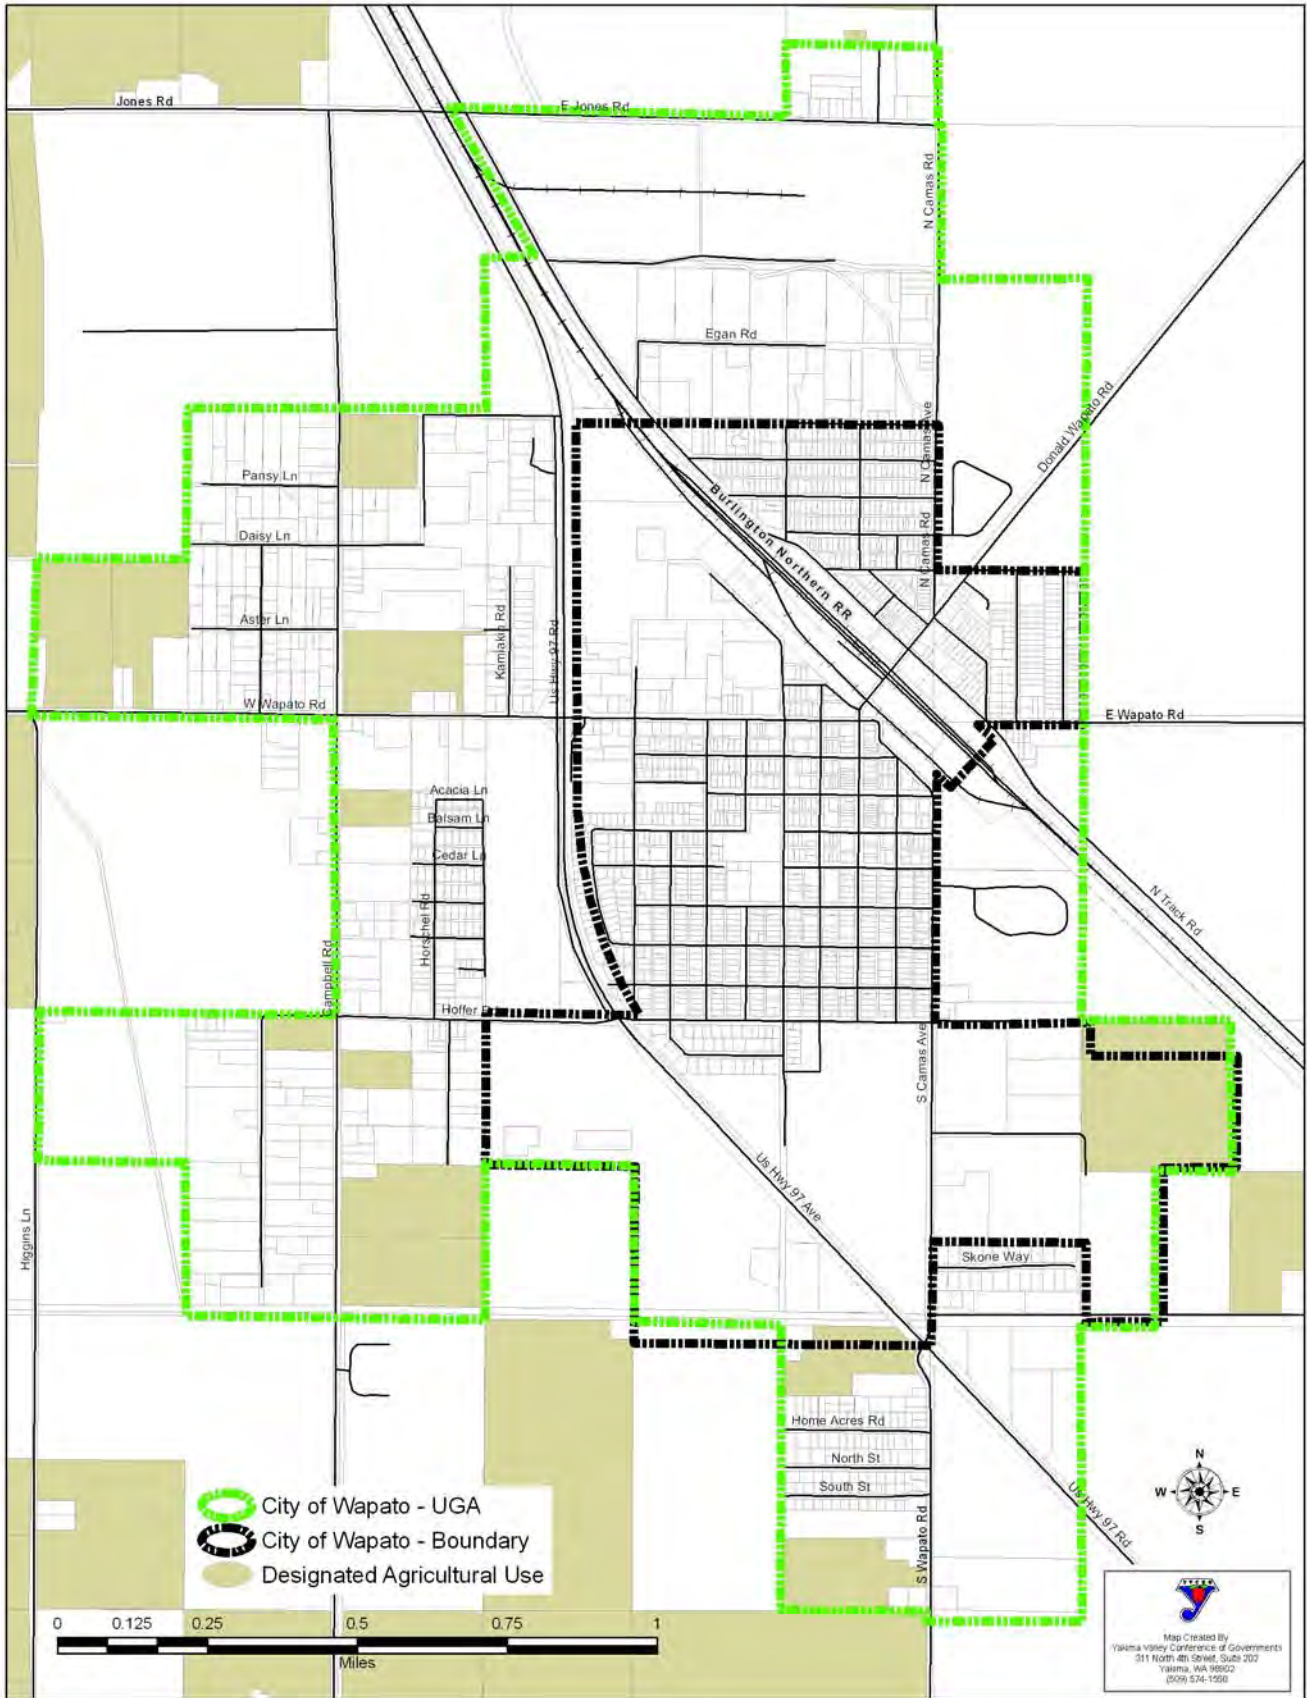 Jones Rd
E Jones Rd
N Camas Rd
Egan Rd
Donald Wapato Rd
N Camas Ave
Pansy Ln
Burlington Northern RR
Daisy Ln
N Camas Rd
Aster Ln
Kamiakin Rd
Us Hwy 97 Rd
W Wapato Rd
E Wapato Rd
Acacia Ln
Balsam Ln
Cedar Ln
N Track Rd
Horschel Rd
Campbell Rd
Hoffer
S Camas Ave
Us Hwy 97 Ave
Higgins Ln
Skone Way
Home Acres Rd
North St
South St
S Wapato Rd
Us Hwy 97 Rd
N
W E
S
City of Wapato - UGA
City of Wapato - Boundary
Designated Agricultural Use
0 0.125 0.25 0.5 0.75 1
Miles
Map Created By
Yakima Valley Conference of Governments
311 North 4th Street, Suite 202
Yakima, WA 98902
(509) 574-1550